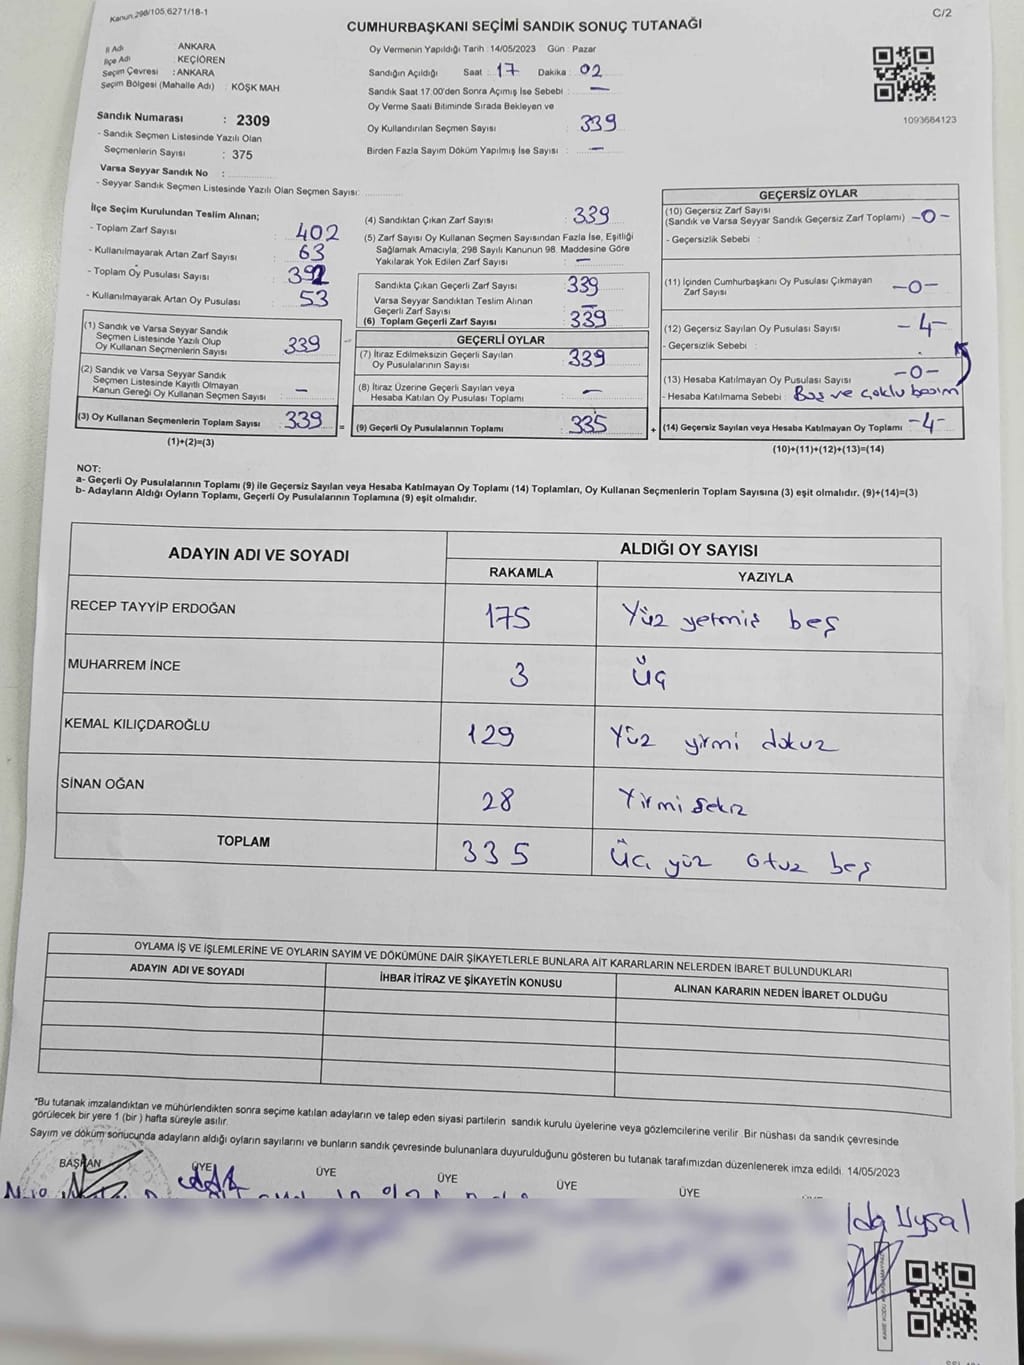 Kanun.298/105,6271/18-1
C/2
CUMHURBAŞKANI SEÇİMİ SANDIK SONUÇ TUTANAĞI
İl Adı : ANKARA
İlçe Adı : KEÇİÖREN
Seçim Çevresi : ANKARA
Seçim Bölgesi (Mahalle Adı) : KÖŞK MAH
Sandık Numarası : 2309
- Sandık Seçmen Listesinde Yazılı Olan
Seçmenlerin Sayısı : 375
Varsa Seyyar Sandık No :
- Seyyar Sandık Seçmen Listesinde Yazılı Olan Seçmen Sayısı:
Oy Vermenin Yapıldığı Tarih : 14/05/2023 Gün : Pazar
Sandığın Açıldığı Saat : 17 Dakika : 02
Sandık Saat 17.00'den Sonra Açımış İse Sebebi : —
Oy Verme Saati Bitiminde Sırada Bekleyen ve
Oy Kullandırılan Seçmen Sayısı : 339
Birden Fazla Sayım Döküm Yapılmış İse Sayısı : —
1093684123
İlçe Seçim Kurulundan Teslim Alınan;
- Toplam Zarf Sayısı : 402
- Kullanılmayarak Artan Zarf Sayısı : 63
- Toplam Oy Pusulası Sayısı : 392
- Kullanılmayarak Artan Oy Pusulası : 53
(1) Sandık ve Varsa Seyyar Sandık
Seçmen Listesinde Yazılı Olup
Oy Kullanan Seçmenlerin Sayısı : 339
(2) Sandık ve Varsa Seyyar Sandık
Seçmen Listesinde Kayıtlı Olmayan
Kanun Gereği Oy Kullanan Seçmen Sayısı : —
(3) Oy Kullanan Seçmenlerin Toplam Sayısı : 339
(1)+(2)=(3)
(4) Sandıktan Çıkan Zarf Sayısı : 339
(5) Zarf Sayısı Oy Kullanan Seçmen Sayısından Fazla İse, Eşitliği
Sağlamak Amacıyla, 298 Sayılı Kanunun 98. Maddesine Göre
Yakılarak Yok Edilen Zarf Sayısı : —
Sandıkta Çıkan Geçerli Zarf Sayısı : 339
Varsa Seyyar Sandıktan Teslim Alınan
Geçerli Zarf Sayısı : —
(6) Toplam Geçerli Zarf Sayısı : 339
GEÇERLİ OYLAR
(7) İtiraz Edilmeksizin Geçerli Sayılan
Oy Pusulalarının Sayısı : 339
(8) İtiraz Üzerine Geçerli Sayılan veya
Hesaba Katılan Oy Pusulası Toplamı : —
= (9) Geçerli Oy Pusulalarının Toplamı : 335 +
GEÇERSİZ OYLAR
(10) Geçersiz Zarf Sayısı
(Sandık ve Varsa Seyyar Sandık Geçersiz Zarf Toplamı) : -0-
- Geçersizlik Sebebi :
(11) İçinden Cumhurbaşkanı Oy Pusulası Çıkmayan
Zarf Sayısı : -0-
(12) Geçersiz Sayılan Oy Pusulası Sayısı : -4-
- Geçersizlik Sebebi :
(13) Hesaba Katılmayan Oy Pusulası Sayısı : -0-
- Hesaba Katılmama Sebebi : Boş ve çoklu basım
(14) Geçersiz Sayılan veya Hesaba Katılmayan Oy Toplamı : -4-
(10)+(11)+(12)+(13)=(14)
NOT:
a- Geçerli Oy Pusulalarının Toplamı (9) ile Geçersiz Sayılan veya Hesaba Katılmayan Oy Toplamı (14) Toplamları, Oy Kullanan Seçmenlerin Toplam Sayısına (3) eşit olmalıdır. (9)+(14)=(3)
b- Adayların Aldığı Oyların Toplamı, Geçerli Oy Pusulalarının Toplamına (9) eşit olmalıdır.
ADAYIN ADI VE SOYADI
ALDIĞI OY SAYISI
RAKAMLA YAZIYLA
RECEP TAYYİP ERDOĞAN 175 Yüz yetmiş beş
MUHARREM İNCE 3 Üç
KEMAL KILIÇDAROĞLU 129 Yüz yirmi dokuz
SİNAN OĞAN 28 Yirmi sekiz
TOPLAM 335 Üç yüz otuz beş
OYLAMA İŞ VE İŞLEMLERİNE VE OYLARIN SAYIM VE DÖKÜMÜNE DAİR ŞİKAYETLERLE BUNLARA AİT KARARLARIN NELERDEN İBARET BULUNDUKLARI
ADAYIN ADI VE SOYADI İHBAR İTİRAZ VE ŞİKAYETİN KONUSU ALINAN KARARIN NEDEN İBARET OLDUĞU
*Bu tutanak imzalandıktan ve mühürlendikten sonra seçime katılan adayların ve talep eden siyasi partilerin sandık kurulu üyelerine veya gözlemcilerine verilir. Bir nüshası da sandık çevresinde
görülecek bir yere 1 (bir ) hafta süreyle asılır.
Sayım ve döküm sonucunda adayların aldığı oyların sayılarını ve bunların sandık çevresinde bulunanlara duyurulduğunu gösteren bu tutanak tarafımızdan düzenlenerek imza edildi. 14/05/2023
BAŞKAN ÜYE ÜYE ÜYE ÜYE ÜYE
Uysal